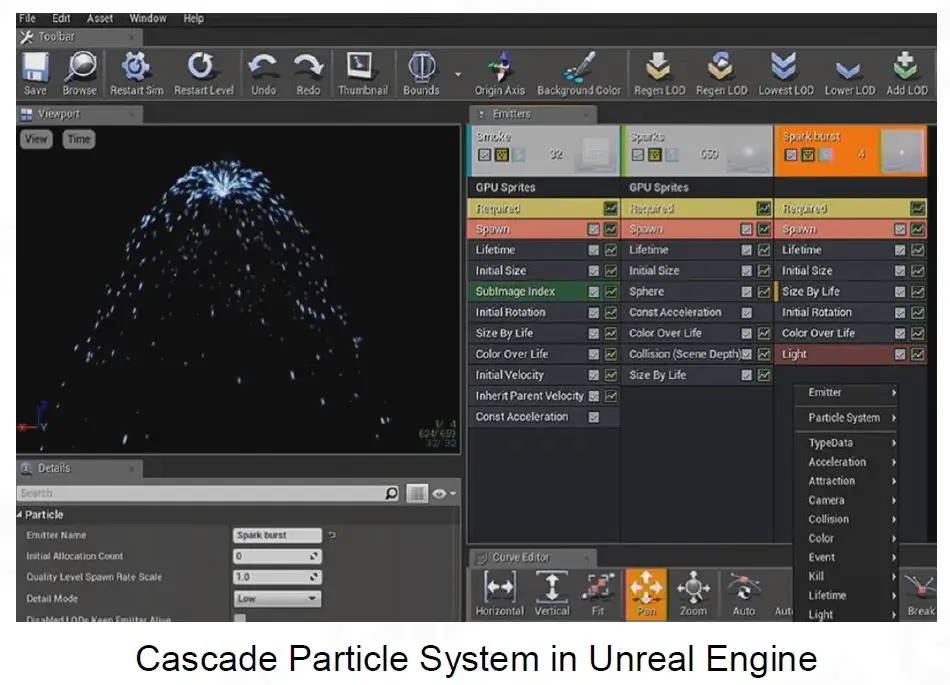 File Edit Asset Window Help
Toolbar
Save Browse Restart Sim Restart Level Undo Redo Thumbnail Bounds Origin Axis Background Color Regen LOD Regen LOD Lowest LOD Lower LOD Add LOD
Viewport
View Time
1/ 4
624/ 659
32/ 32
Emitters
Smoke 32 Sparks 659 Spark burst 4
GPU Sprites GPU Sprites
Required Required Required
Spawn Spawn Spawn
Lifetime Lifetime Lifetime
Initial Size Initial Size Initial Size
SubImage Index Sphere Size By Life
Initial Rotation Const Acceleration Initial Rotation
Size By Life Color Over Life Color Over Life
Color Over Life Collision (Scene Depth) Light
Initial Velocity Size By Life
Inherit Parent Velocity
Const Acceleration
Emitter
Particle System
TypeData
Acceleration
Attraction
Camera
Collision
Color
Event
Kill
Lifetime
Light
Details
Search
Particle
Emitter Name Spark burst
Initial Allocation Count 0
Quality Level Spawn Rate Scale 1.0
Detail Mode Low
Disabled LODs Keep Emitter Alive
Curve Editor
Horizontal Vertical Fit Pan Zoom Auto Aut Break
X Y Z
Cascade Particle System in Unreal Engine